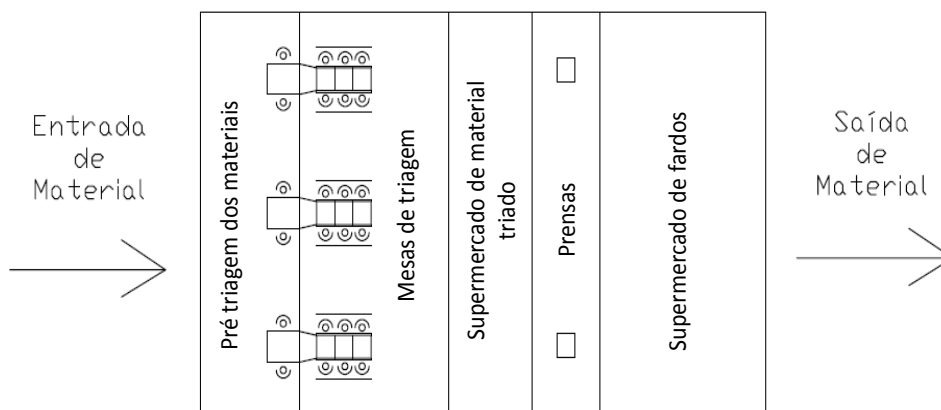 Entrada
de
Material
Pré triagem dos materiais
Mesas de triagem
Supermercado de material
triado
Prensas
Supermercado de fardos
Saída
de
Material